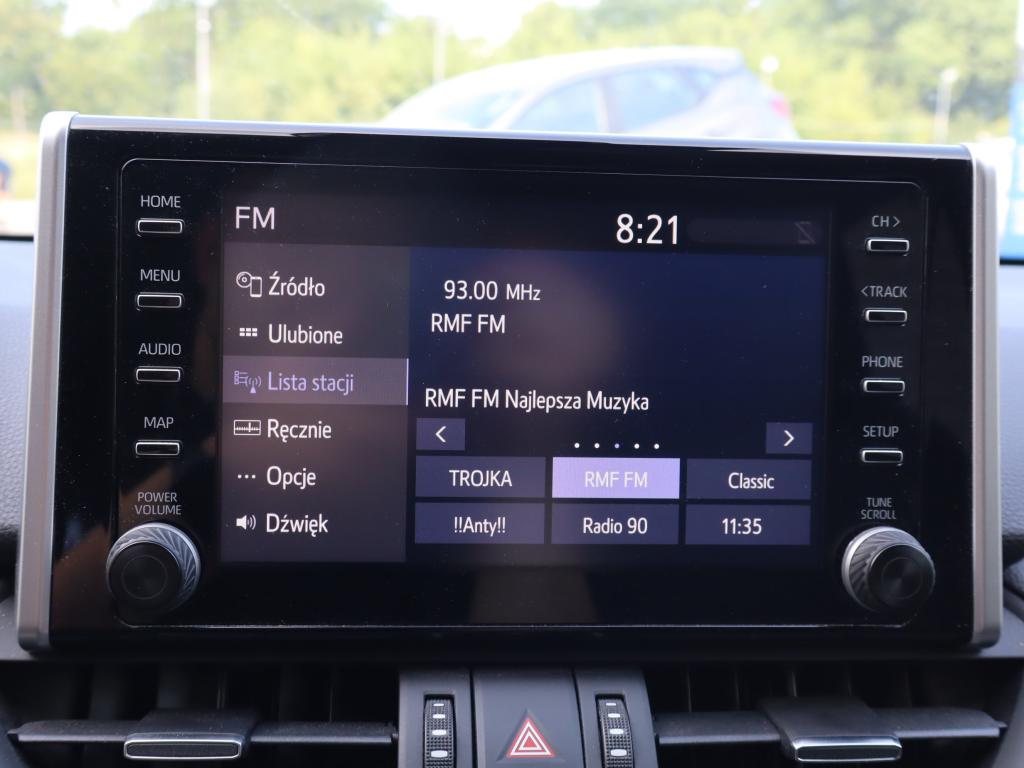 HOME
MENU
AUDIO
MAP
POWER
VOLUME
FM
8:21
Źródło
Ulubione
Lista stacji
Ręcznie
Opcje
Dźwięk
93.00 MHz
RMF FM
RMF FM Najlepsza Muzyka
< >
TROJKA RMF FM Classic
!!Anty!! Radio 90 11:35
CH >
< TRACK
PHONE
SETUP
TUNE
SCROLL